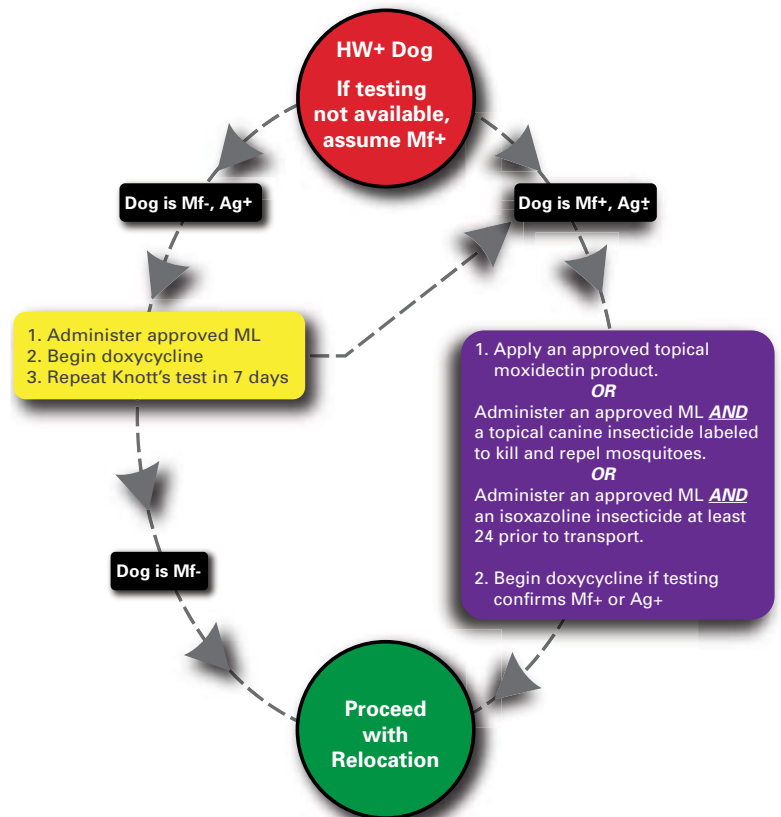 HW+ Dog
If testing
not available,
assume Mf+
Dog is Mf-, Ag+
Dog is Mf+, Ag±
1. Administer approved ML
2. Begin doxycycline
3. Repeat Knott's test in 7 days
1. Apply an approved topical
moxidectin product.
OR
Administer an approved ML AND
a topical canine insecticide labeled
to kill and repel mosquitoes.
OR
Administer an approved ML AND
an isoxazoline insecticide at least
24 prior to transport.
2. Begin doxycycline if testing
confirms Mf+ or Ag+
Dog is Mf-
Proceed
with
Relocation